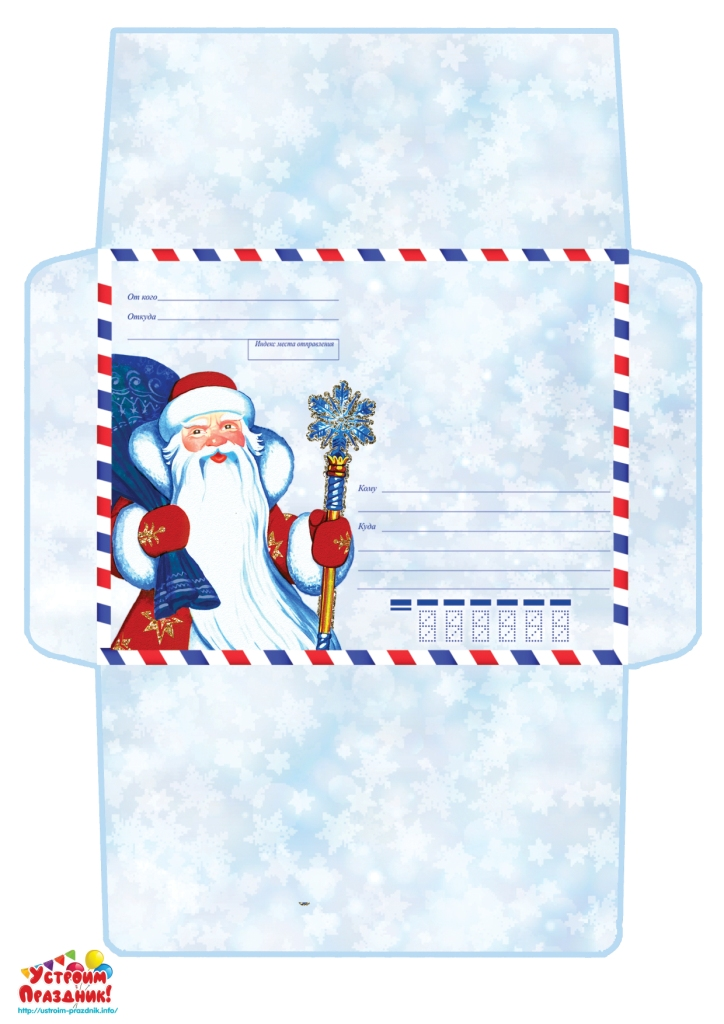 От кого
Откуда
Индекс места отправления
Кому
Куда
Устроим
Праздник!
http://ustroim-prazdnik.info/